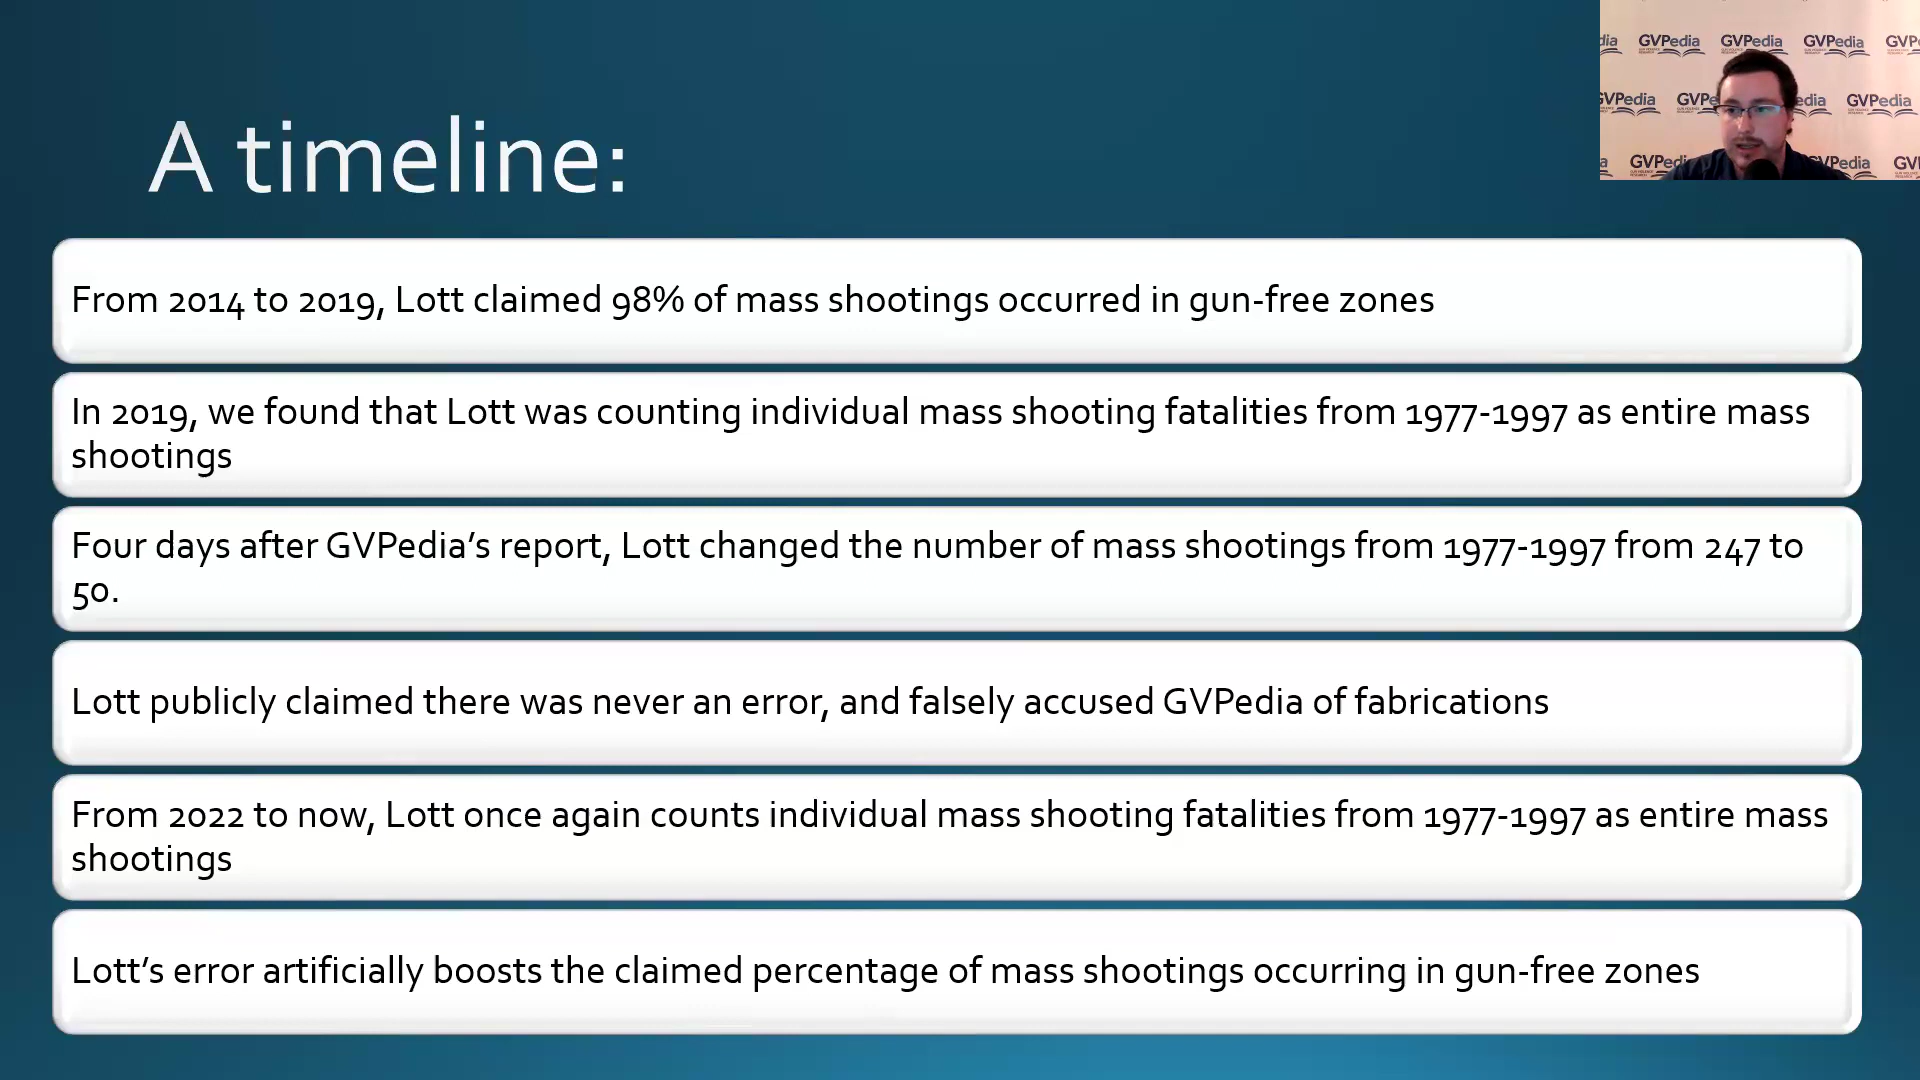 GVPedia GVPedia GVPedia
GVPedia GVPedia
A timeline:
From 2014 to 2019, Lott claimed 98% of mass shootings occurred in gun-free zones
In 2019, we found that Lott was counting individual mass shooting fatalities from 1977-1997 as entire mass
shootings
Four days after GVPedia’s report, Lott changed the number of mass shootings from 1977-1997 from 247 to
50.
Lott publicly claimed there was never an error, and falsely accused GVPedia of fabrications
From 2022 to now, Lott once again counts individual mass shooting fatalities from 1977-1997 as entire mass
shootings
Lott’s error artificially boosts the claimed percentage of mass shootings occurring in gun-free zones